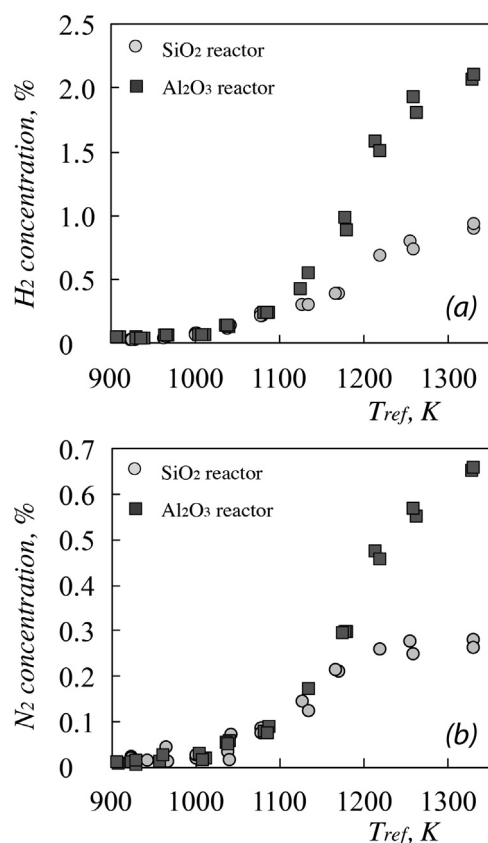 2.5
SiO2 reactor
2.0
Al2O3 reactor
1.5
H2 concentration, %
1.0
0.5
(a)
0
900 1000 1100 1200 1300
Tref, K
0.7
SiO2 reactor
0.6
Al2O3 reactor
0.5
0.4
N2 concentration, %
0.3
0.2
0.1
(b)
0
900 1000 1100 1200 1300
Tref, K